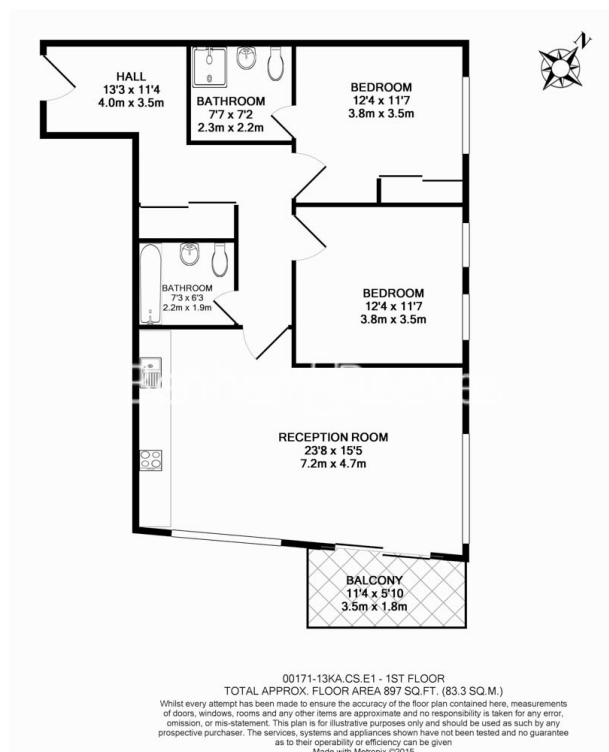 N
HALL
13'3 x 11'4
4.0m x 3.5m
BATHROOM
7'7 x 7'2
2.3m x 2.2m
BEDROOM
12'4 x 11'7
3.8m x 3.5m
BATHROOM
7'3 x 6'3
2.2m x 1.9m
BEDROOM
12'4 x 11'7
3.8m x 3.5m
RECEPTION ROOM
23'8 x 15'5
7.2m x 4.7m
BALCONY
11'4 x 5'10
3.5m x 1.8m
00171-13KA.CS.E1 - 1ST FLOOR
TOTAL APPROX. FLOOR AREA 897 SQ.FT. (83.3 SQ.M.)
Whilst every attempt has been made to ensure the accuracy of the floor plan contained here, measurements
of doors, windows, rooms and any other items are approximate and no responsibility is taken for any error,
omission, or mis-statement. This plan is for illustrative purposes only and should be used as such by any
prospective purchaser. The services, systems and appliances shown have not been tested and no guarantee
as to their operability or efficiency can be given
Made with Metropix ©2015